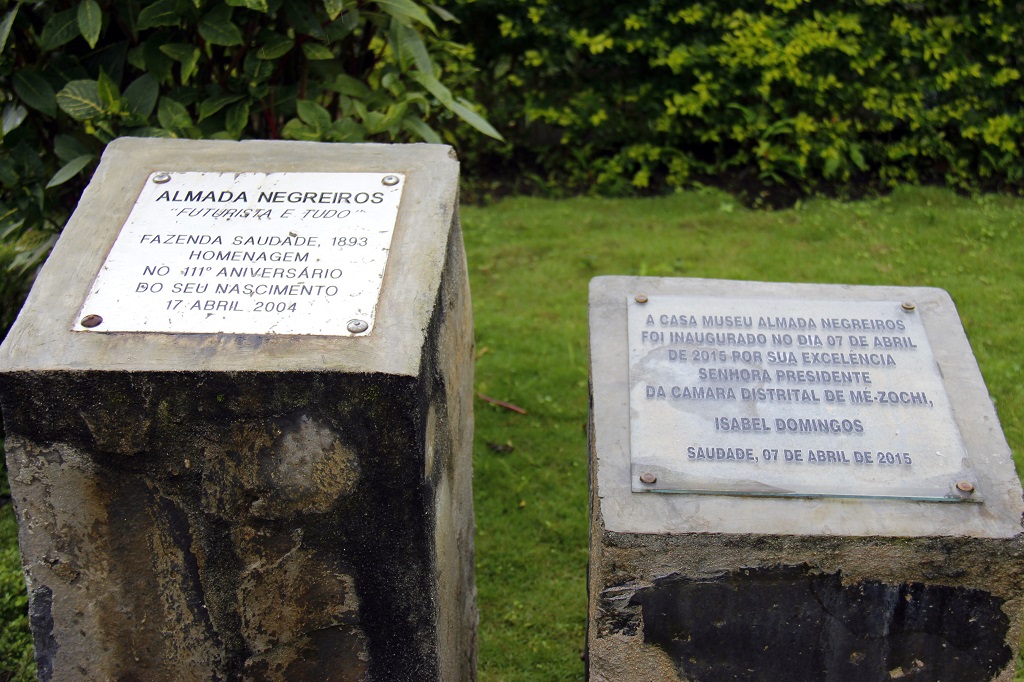 ALMADA NEGREIROS
"FUTURISTA E TUDO"
FAZENDA SAUDADE, 1893
HOMENAGEM
NO 111º ANIVERSÁRIO
DO SEU NASCIMENTO
17 ABRIL 2004
A CASA MUSEU ALMADA NEGREIROS
FOI INAUGURADO NO DIA 07 DE ABRIL
DE 2015 POR SUA EXCELENCIA
SENHORA PRESIDENTE
DA CAMARA DISTRITAL DE MÉ-ZOCHI,
ISABEL DOMINGOS
SAUDADE, 07 DE ABRIL DE 2015